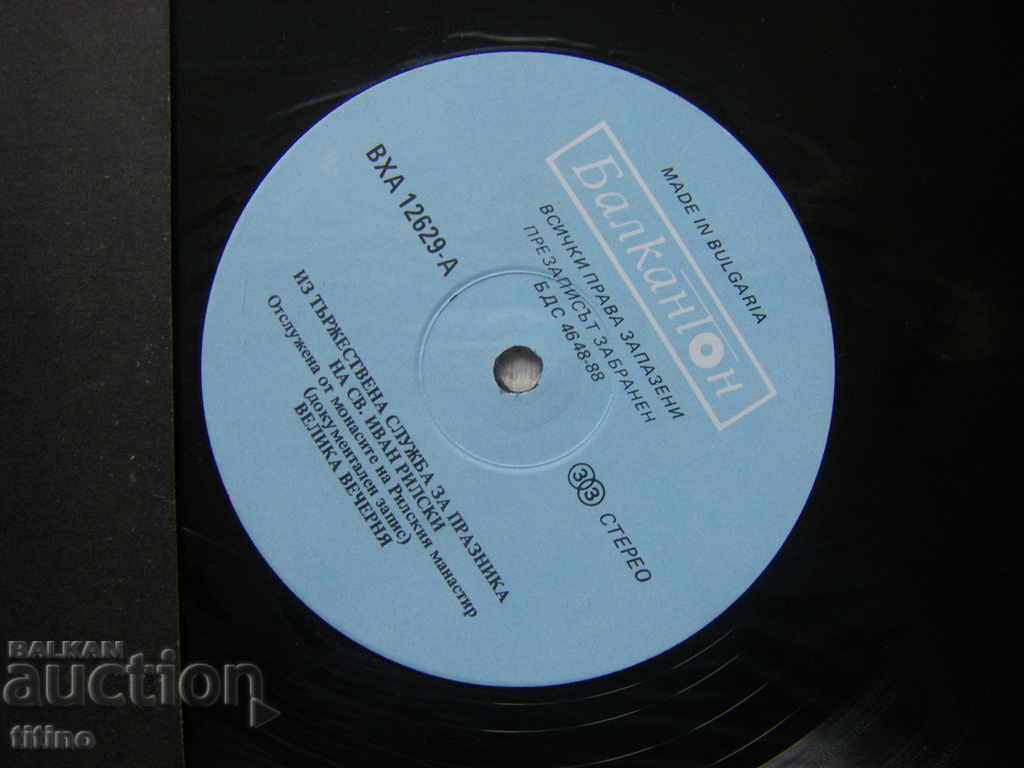 MADE IN BULGARIA
Балкантон
ВСИЧКИ ПРАВА ЗАПАЗЕНИ
ПРЕЗАПИСЪТ ЗАБРАНЕН
БДС 4648-88
ВХА 12629-А
33 СТЕРЕО
ИЗ ТЪРЖЕСТВЕНА СЛУЖБА ЗА ПРАЗНИКА
НА СВ. ИВАН РИЛСКИ
(документален запис)
Отслужена от монасите на Рилския манастир
ВЕЛИКА ВЕЧЕРНЯ
BALKAN
auction
titino